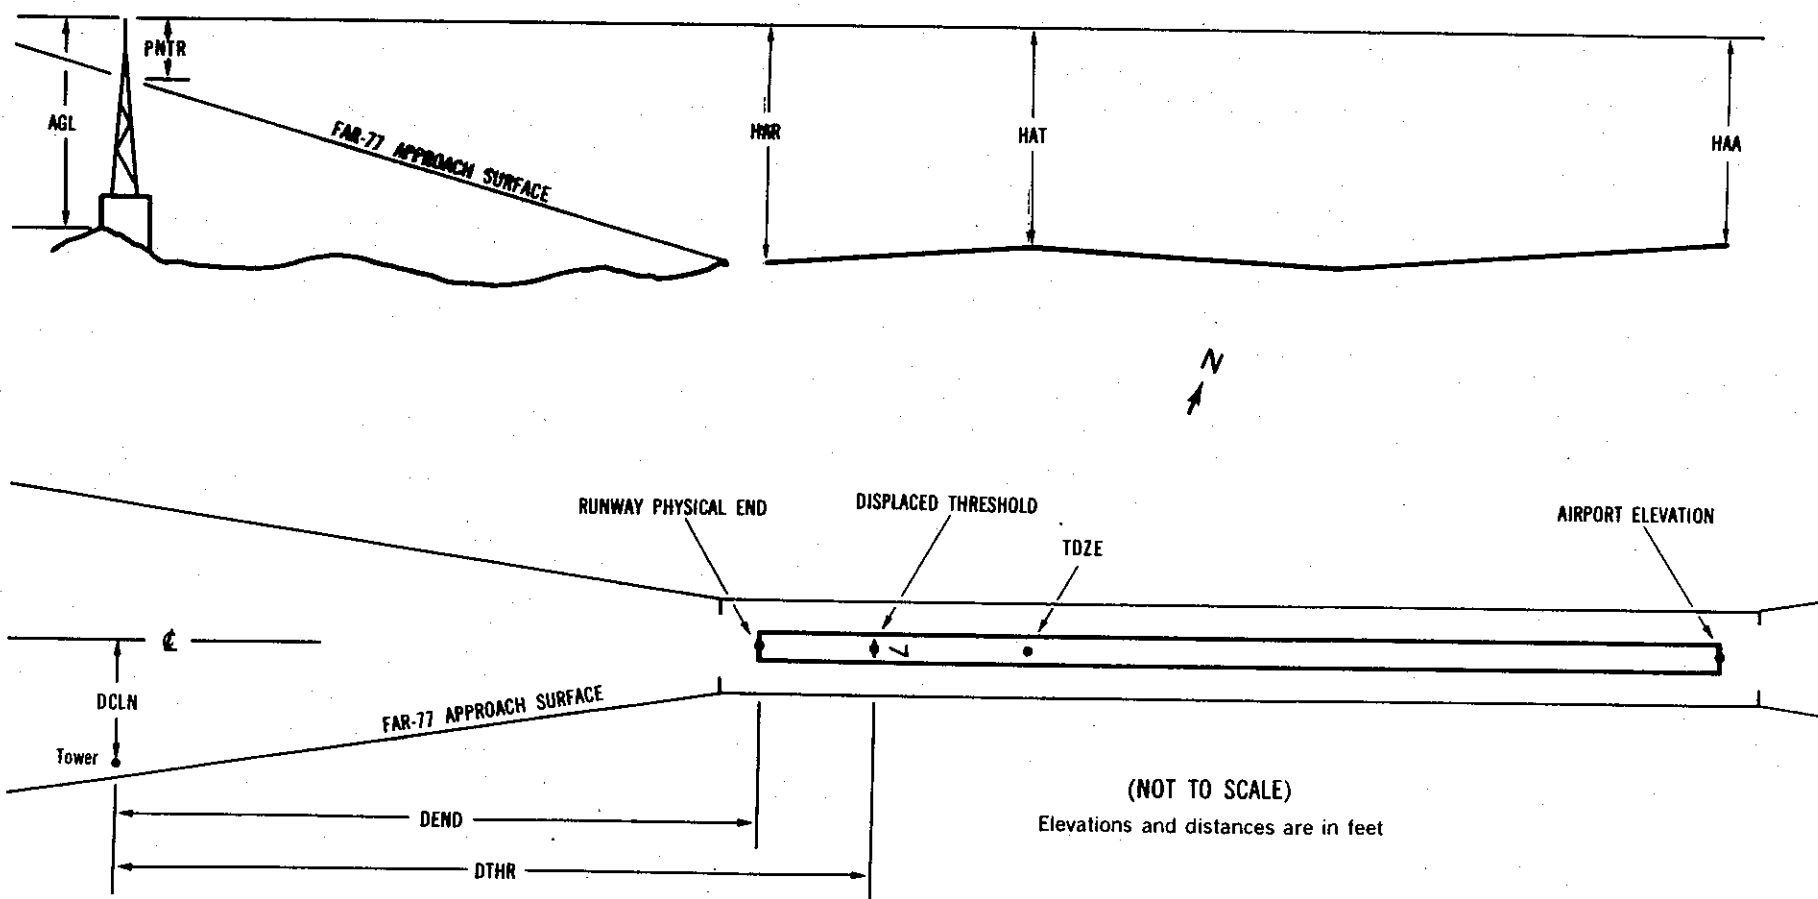 PNTR
AGL
FAR-77 APPROACH SURFACE
HAR
HAT
HAA
N
RUNWAY PHYSICAL END
DISPLACED THRESHOLD
AIRPORT ELEVATION
TDZE
℄
7
DCLN
FAR-77 APPROACH SURFACE
Tower
(NOT TO SCALE)
Elevations and distances are in feet
DEND
DTHR